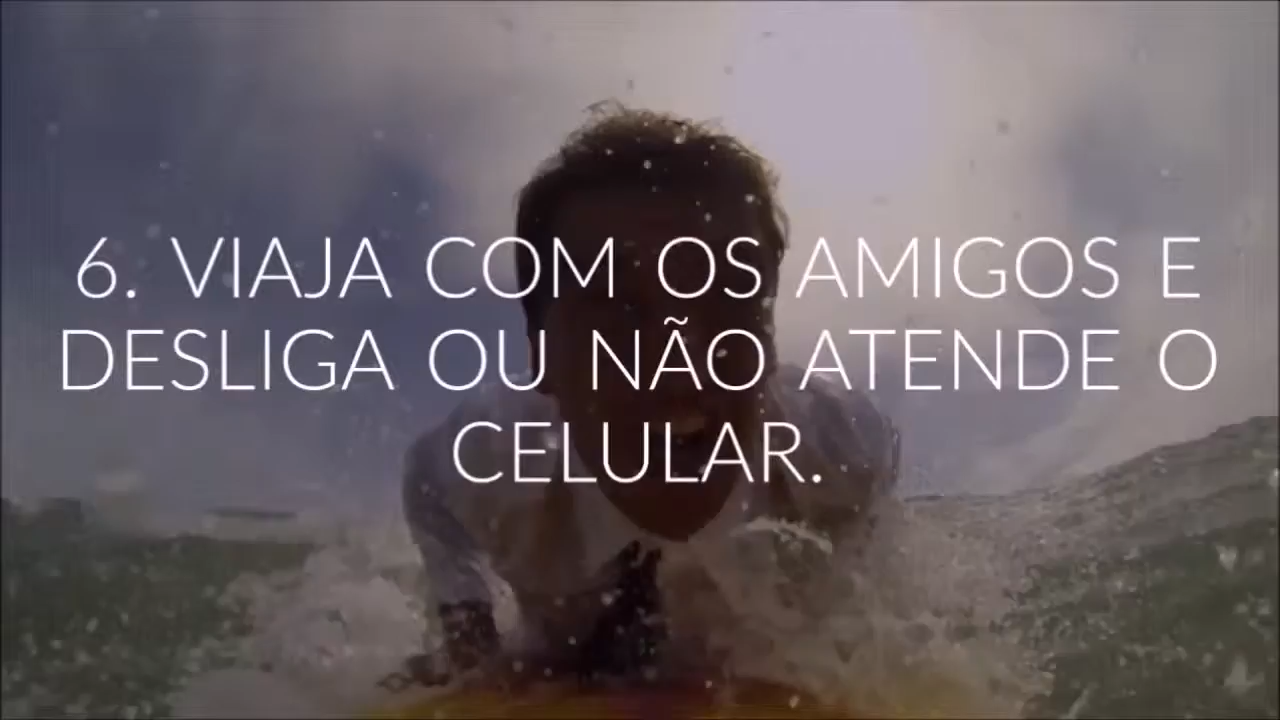 6. VIAJA COM OS AMIGOS E
DESLIGA OU NÃO ATENDE O
CELULAR.